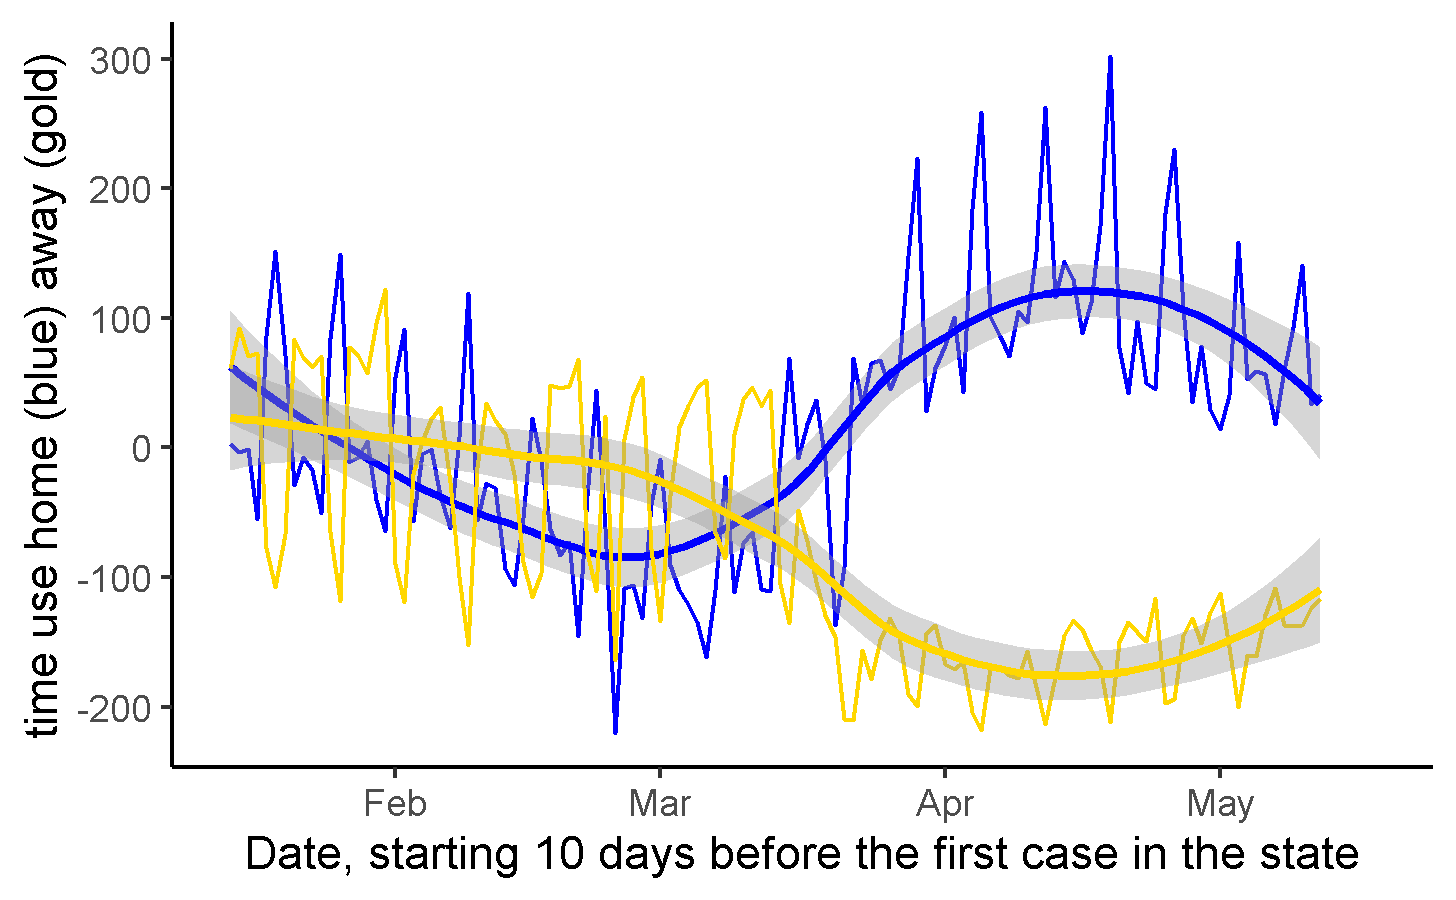 time use home (blue) away (gold)
300
200
100
0
-100
-200
Feb
Mar
Apr
May
Date, starting 10 days before the first case in the state